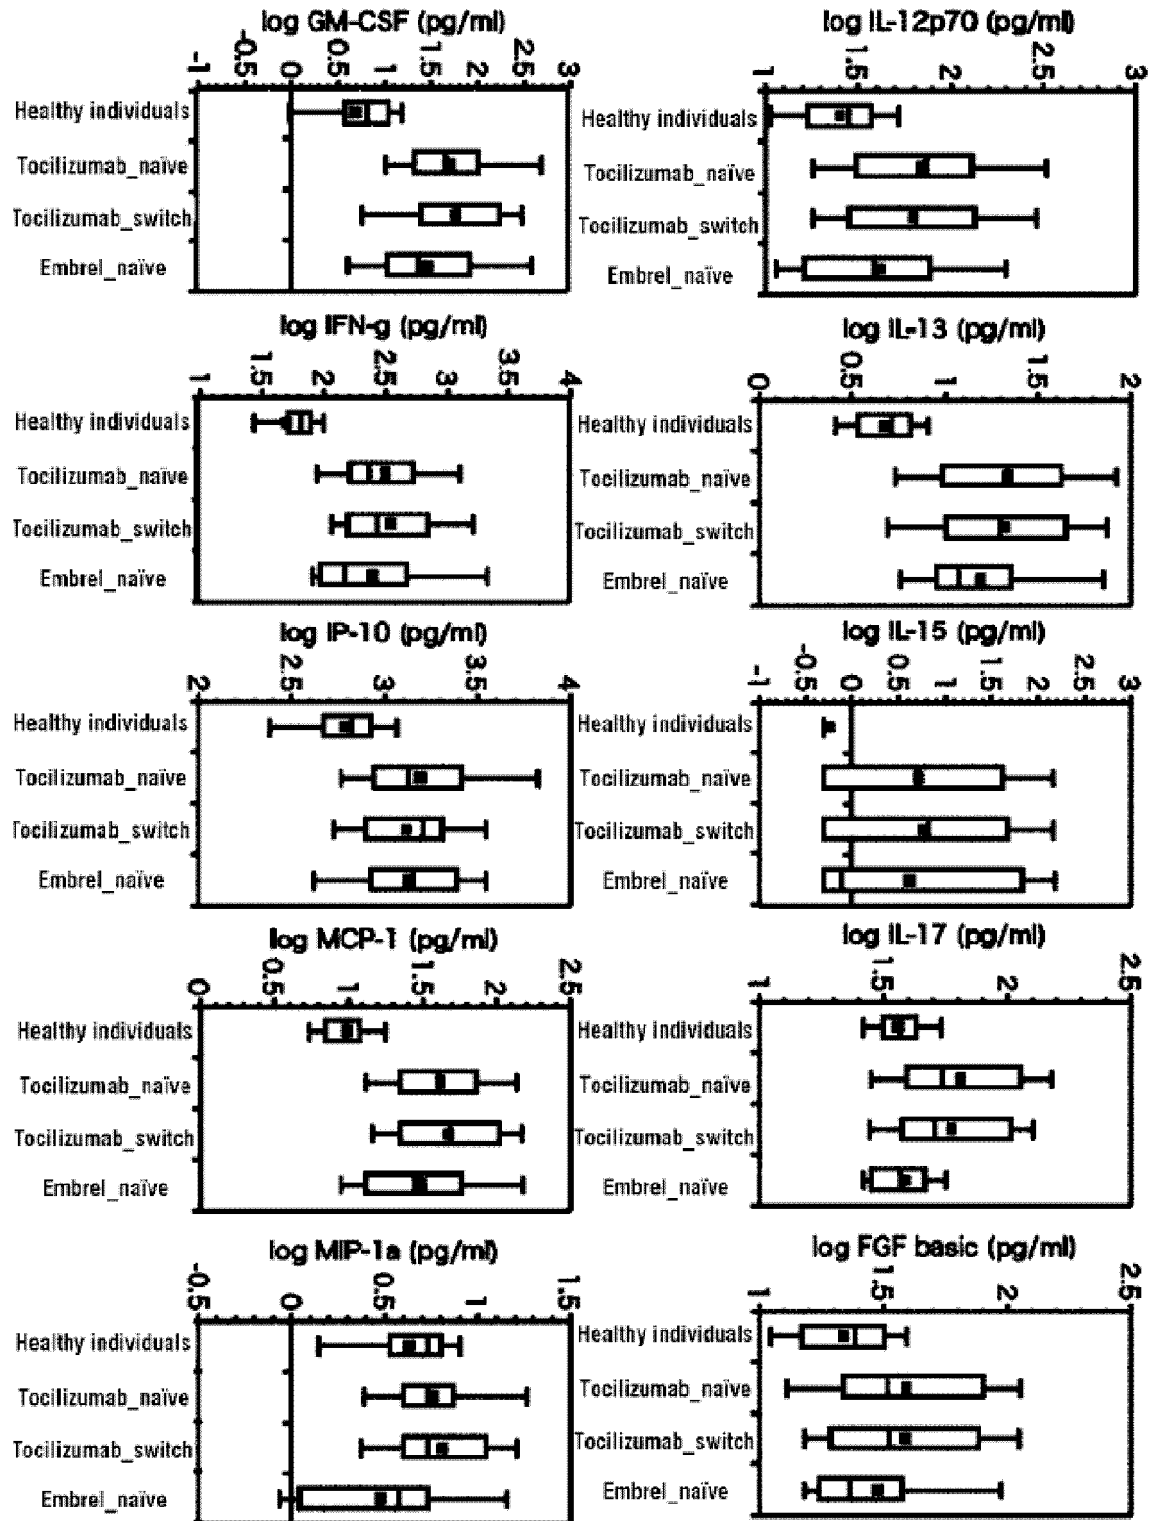 log GM-CSF (pg/ml)
-1 -0.5 0 0.5 1 1.5 2 2.5 3
Healthy individuals
Tocilizumab_naïve
Tocilizumab_switch
Embrel_naïve
log IL-12p70 (pg/ml)
1 1.5 2 2.5 3
Healthy individuals
Tocilizumab_naïve
Tocilizumab_switch
Embrel_naïve
log IFN-g (pg/ml)
1 1.5 2 2.5 3 3.5 4
Healthy individuals
Tocilizumab_naïve
Tocilizumab_switch
Embrel_naïve
log IL-13 (pg/ml)
0 0.5 1 1.5 2
Healthy individuals
Tocilizumab_naïve
Tocilizumab_switch
Embrel_naïve
log IP-10 (pg/ml)
2 2.5 3 3.5 4
Healthy individuals
Tocilizumab_naïve
Tocilizumab_switch
Embrel_naïve
log IL-15 (pg/ml)
-1 -0.5 0 0.5 1 1.5 2 2.5 3
Healthy individuals
Tocilizumab_naïve
Tocilizumab_switch
Embrel_naïve
log MCP-1 (pg/ml)
0 0.5 1 1.5 2 2.5
Healthy individuals
Tocilizumab_naïve
Tocilizumab_switch
Embrel_naïve
log IL-17 (pg/ml)
1 1.5 2 2.5
Healthy individuals
Tocilizumab_naïve
Tocilizumab_switch
Embrel_naïve
log MIP-1a (pg/ml)
-0.5 0 0.5 1 1.5
Healthy individuals
Tocilizumab_naïve
Tocilizumab_switch
Embrel_naïve
log FGF basic (pg/ml)
1 1.5 2 2.5
Healthy individuals
Tocilizumab_naïve
Tocilizumab_switch
Embrel_naïve